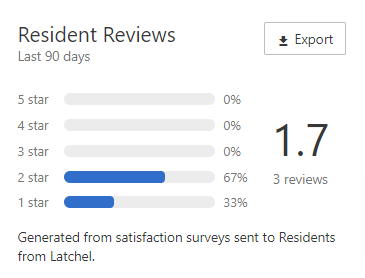 Resident Reviews
Export
Last 90 days
5 star 0%
4 star 0%
3 star 0%
2 star 67%
1 star 33%
1.7
3 reviews
Generated from satisfaction surveys sent to Residents
from Latchel.